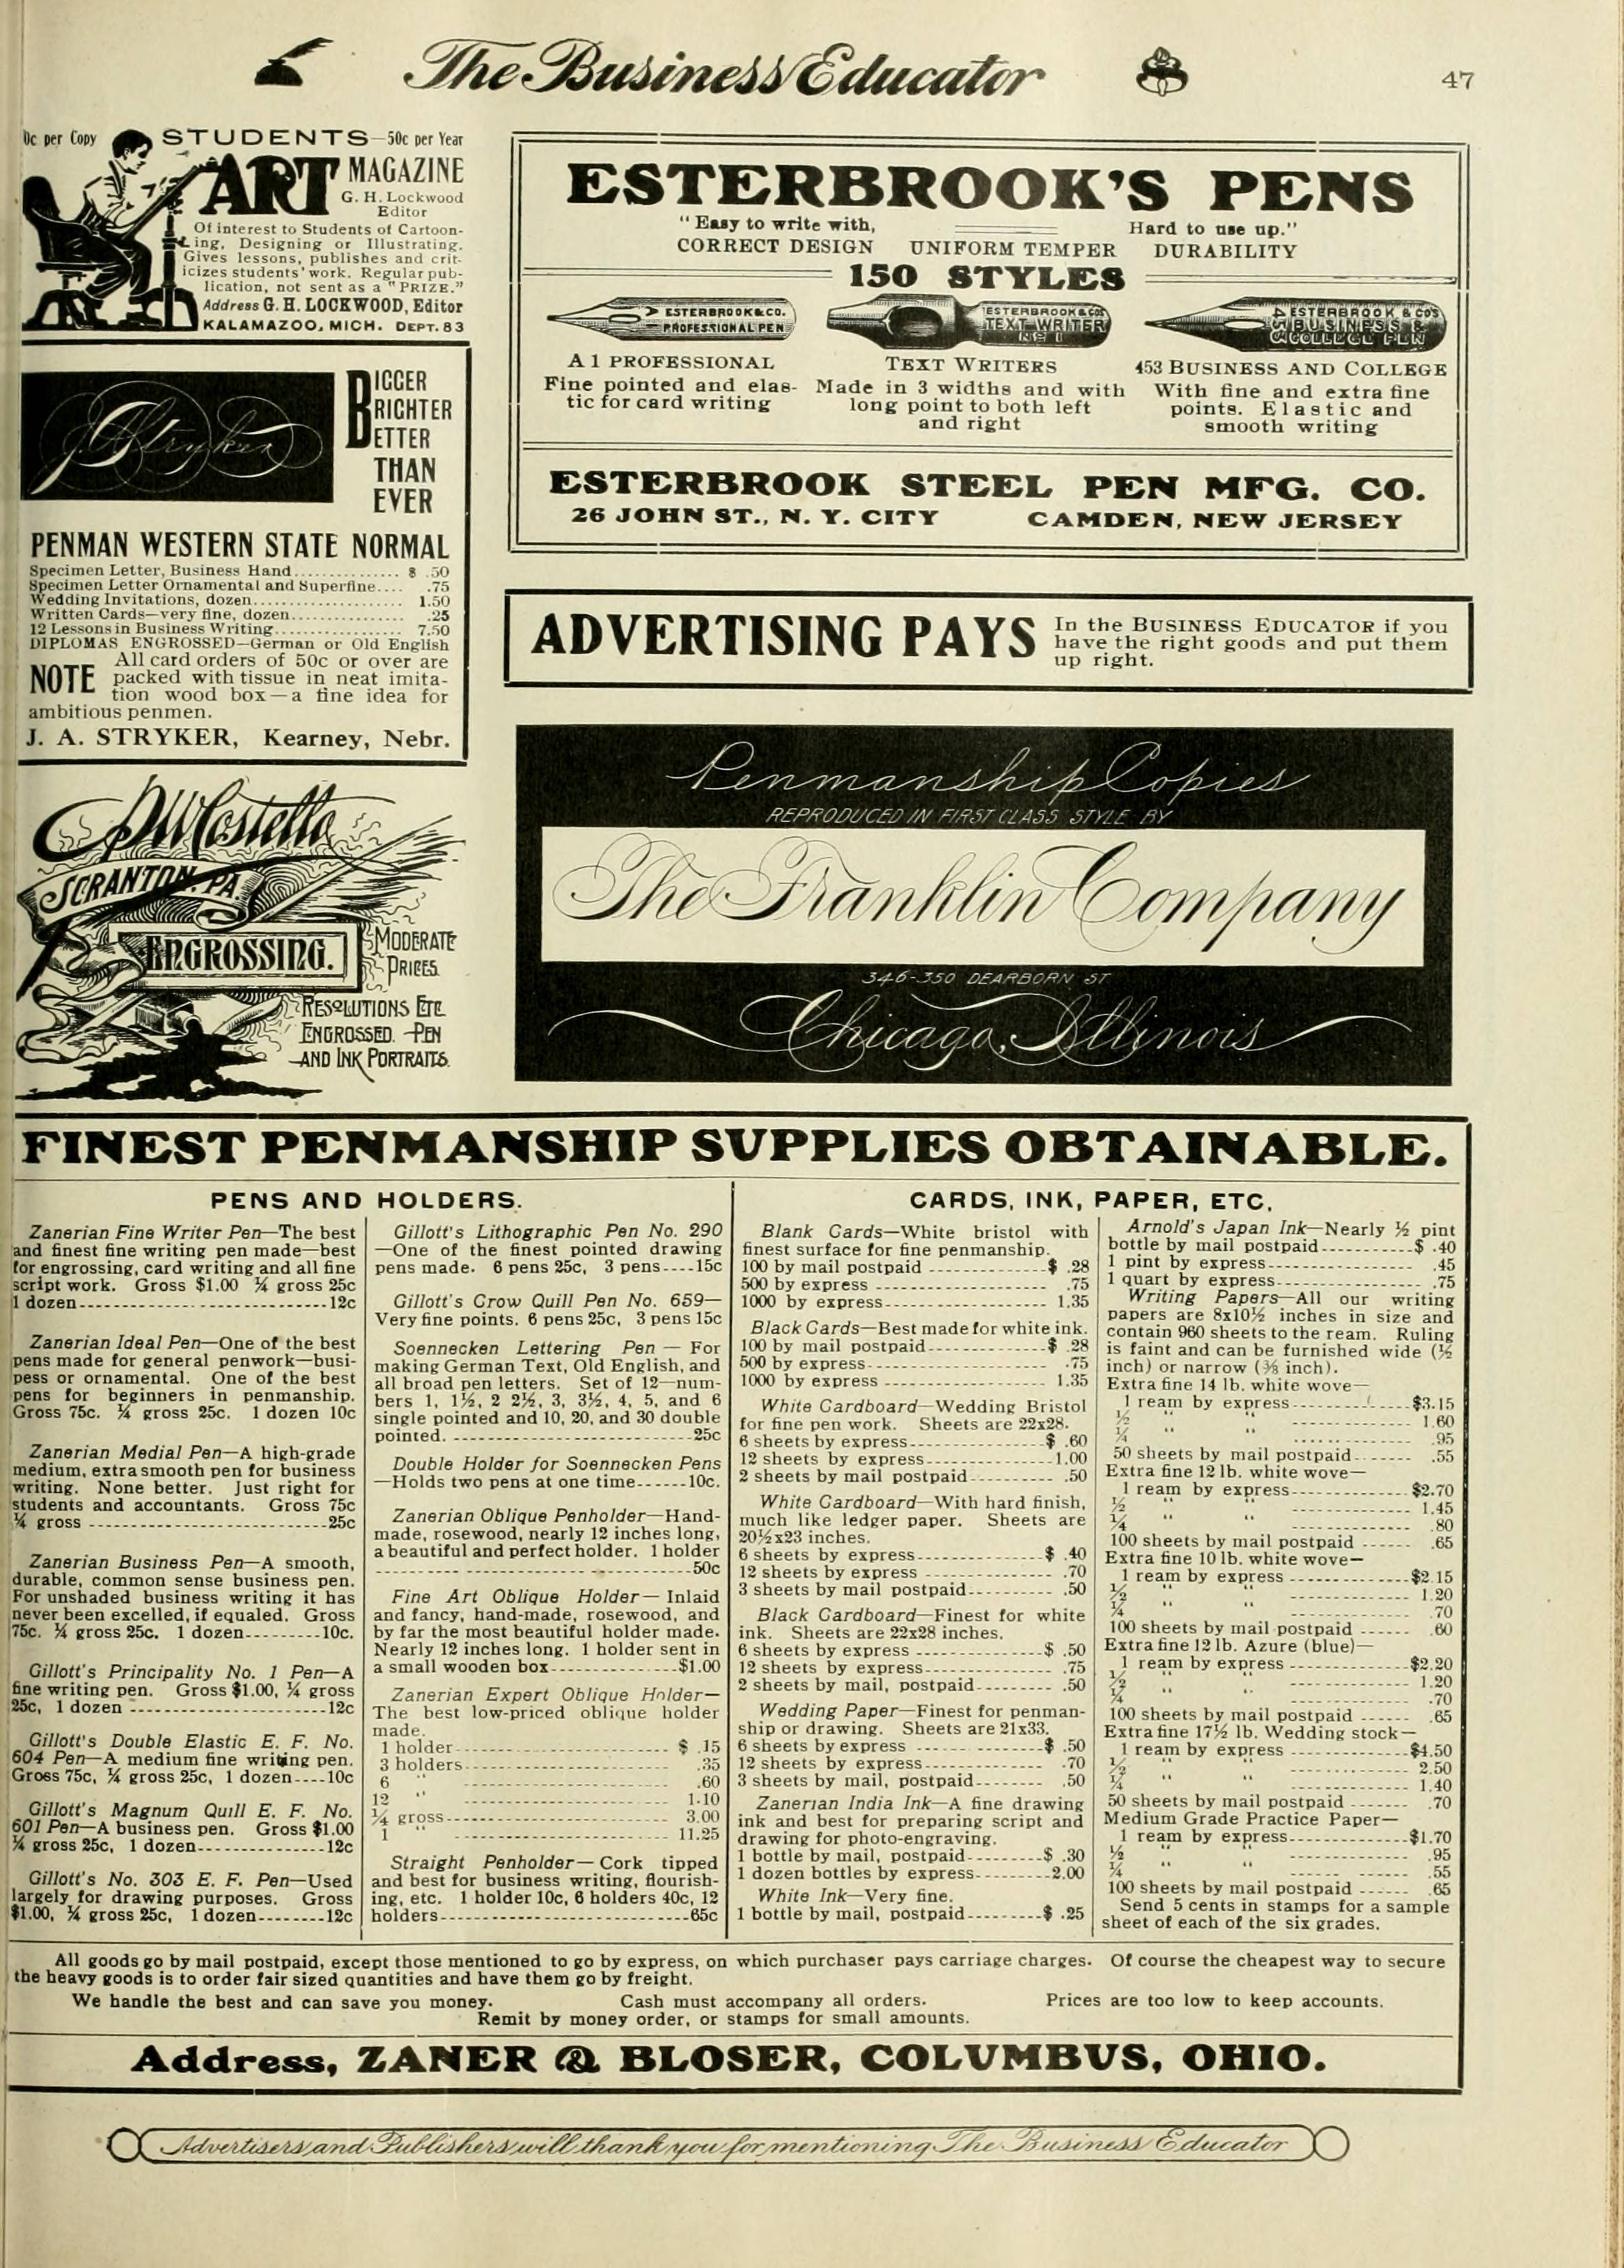 The Business Educator
47
0c per Copy
STUDENTS—50c per Year
ART MAGAZINE
G. H. Lockwood
Editor
Of interest to Students of Cartoon-
ing, Designing or Illustrating.
Gives lessons, publishes and crit-
icizes students' work. Regular pub-
lication, not sent as a "PRIZE."
Address G. H. LOCKWOOD, Editor
KALAMAZOO, MICH. DEPT. 83
J. A. Stryker
BIGGER
BRIGHTER
BETTER
THAN
EVER
PENMAN WESTERN STATE NORMAL
Specimen Letter, Business Hand............... $ .50
Specimen Letter Ornamental and Superfine.... .75
Wedding Invitations, dozen..................... 1.50
Written Cards—very fine, dozen................ .25
12 Lessons in Business Writing.................. 7.50
DIPLOMAS ENGROSSED—German or Old English
NOTE All card orders of 50c or over are
packed with tissue in neat imita-
tion wood box—a fine idea for
ambitious penmen.
J. A. STRYKER, Kearney, Nebr.
P. W. Costello
SCRANTON, PA.
ENGROSSING.
MODERATE
PRICES
RESOLUTIONS ETC.
ENGROSSED. PEN
AND INK PORTRAITS.
ESTERBROOK'S PENS
"Easy to write with, Hard to use up."
CORRECT DESIGN UNIFORM TEMPER DURABILITY
150 STYLES
ESTERBROOK & CO.
PROFESSIONAL PEN
ESTERBROOK & CO'S
TEXT WRITER
No 1
ESTERBROOK & CO'S
BUSINESS &
COLLEGE PEN
A 1 PROFESSIONAL
Fine pointed and elas-
tic for card writing
TEXT WRITERS
Made in 3 widths and with
long point to both left
and right
453 BUSINESS AND COLLEGE
With fine and extra fine
points. Elastic and
smooth writing
ESTERBROOK STEEL PEN MFG. CO.
26 JOHN ST., N. Y. CITY CAMDEN, NEW JERSEY
ADVERTISING PAYS
In the BUSINESS EDUCATOR if you
have the right goods and put them
up right.
Penmanship Copies
REPRODUCED IN FIRST CLASS STYLE BY
The Franklin Company
346-350 DEARBORN ST
Chicago, Illinois
FINEST PENMANSHIP SUPPLIES OBTAINABLE.
PENS AND HOLDERS.
Zanerian Fine Writer Pen—The best
and finest fine writing pen made—best
for engrossing, card writing and all fine
script work. Gross $1.00 ¼ gross 25c
1 dozen----------------------------12c
Zanerian Ideal Pen—One of the best
pens made for general penwork—busi-
pess or ornamental. One of the best
pens for beginners in penmanship.
Gross 75c. ¼ gross 25c. 1 dozen 10c
Zanerian Medial Pen—A high-grade
medium, extra smooth pen for business
writing. None better. Just right for
students and accountants. Gross 75c
¼ gross ---------------------------25c
Zanerian Business Pen—A smooth,
durable, common sense business pen.
For unshaded business writing it has
never been excelled, if equaled. Gross
75c. ¼ gross 25c. 1 dozen---------10c.
Gillott's Principality No. 1 Pen—A
fine writing pen. Gross $1.00, ¼ gross
25c, 1 dozen ----------------------12c
Gillott's Double Elastic E. F. No.
604 Pen—A medium fine writing pen.
Gross 75c, ¼ gross 25c, 1 dozen----10c
Gillott's Magnum Quill E. F. No.
601 Pen—A business pen. Gross $1.00
¼ gross 25c, 1 dozen--------------12c
Gillott's No. 303 E. F. Pen—Used
largely for drawing purposes. Gross
$1.00, ¼ gross 25c, 1 dozen--------12c
Gillott's Lithographic Pen No. 290
—One of the finest pointed drawing
pens made. 6 pens 25c, 3 pens----15c
Gillott's Crow Quill Pen No. 659—
Very fine points. 6 pens 25c, 3 pens 15c
Soennecken Lettering Pen — For
making German Text, Old English, and
all broad pen letters. Set of 12—num-
bers 1, 1½, 2 2½, 3, 3½, 4, 5, and 6
single pointed and 10, 20, and 30 double
pointed. ---------------------------25c
Double Holder for Soennecken Pens
—Holds two pens at one time------10c.
Zanerian Oblique Penholder—Hand-
made, rosewood, nearly 12 inches long,
a beautiful and perfect holder. 1 holder
-----------------------------------50c
Fine Art Oblique Holder— Inlaid
and fancy, hand-made, rosewood, and
by far the most beautiful holder made.
Nearly 12 inches long. 1 holder sent in
a small wooden box--------------$1.00
Zanerian Expert Oblique Holder—
The best low-priced oblique holder
made.
1 holder------------------------ $ .15
3 holders------------------------- .35
6 " ------------------------- .60
12 " ------------------------- 1.10
¼ gross------------------------- 3.00
1 " ------------------------- 11.25
Straight Penholder— Cork tipped
and best for business writing, flourish-
ing, etc. 1 holder 10c, 6 holders 40c, 12
holders----------------------------65c
CARDS, INK, PAPER, ETC.
Blank Cards—White bristol with
finest surface for fine penmanship.
100 by mail postpaid -------------$ .28
500 by express -------------------- .75
1000 by express------------------ 1.35
Black Cards—Best made for white ink.
100 by mail postpaid-------------$ .28
500 by express--------------------- .75
1000 by express ------------------ 1.35
White Cardboard—Wedding Bristol
for fine pen work. Sheets are 22x28.
6 sheets by express---------------$ .60
12 sheets by express--------------1.00
2 sheets by mail postpaid---------- .50
White Cardboard—With hard finish,
much like ledger paper. Sheets are
20½x23 inches.
6 sheets by express--------------$ .40
12 sheets by express -------------- .70
3 sheets by mail postpaid---------- .50
Black Cardboard—Finest for white
ink. Sheets are 22x28 inches.
6 sheets by express --------------$ .50
12 sheets by express-------------- .75
2 sheets by mail, postpaid--------- .50
Wedding Paper—Finest for penman-
ship or drawing. Sheets are 21x33.
6 sheets by express --------------$ .50
12 sheets by express-------------- .70
3 sheets by mail, postpaid-------- .50
Zanerian India Ink—A fine drawing
ink and best for preparing script and
drawing for photo-engraving.
1 bottle by mail, postpaid---------$ .30
1 dozen bottles by express---------2.00
White Ink—Very fine.
1 bottle by mail, postpaid---------$ .25
Arnold's Japan Ink—Nearly ½ pint
bottle by mail postpaid-----------$ .40
1 pint by express----------------- .45
1 quart by express---------------- .75
Writing Papers—All our writing
papers are 8x10½ inches in size and
contain 960 sheets to the ream. Ruling
is faint and can be furnished wide (½
inch) or narrow (⅜ inch).
Extra fine 14 lb. white wove—
1 ream by express-------------$3.15
½ " " ------------- 1.60
¼ " " ------------- .95
50 sheets by mail postpaid------- .55
Extra fine 12 lb. white wove—
1 ream by express-------------$2.70
½ " " ------------- 1.45
¼ " " ------------- .80
100 sheets by mail postpaid ------ .65
Extra fine 10 lb. white wove—
1 ream by express -------------$2.15
½ " " ------------- 1.20
¼ " " ------------- .70
100 sheets by mail postpaid ------ .60
Extra fine 12 lb. Azure (blue)—
1 ream by express -------------$2.20
½ " " ------------- 1.20
¼ " " ------------- .70
100 sheets by mail postpaid ------ .65
Extra fine 17½ lb. Wedding stock—
1 ream by express -------------$4.50
½ " " ------------- 2.50
¼ " " ------------- 1.40
50 sheets by mail postpaid ------- .70
Medium Grade Practice Paper—
1 ream by express-------------$1.70
½ " " ------------- .95
¼ " " ------------- .55
100 sheets by mail postpaid ------ .65
Send 5 cents in stamps for a sample
sheet of each of the six grades.
All goods go by mail postpaid, except those mentioned to go by express, on which purchaser pays carriage charges. Of course the cheapest way to secure
the heavy goods is to order fair sized quantities and have them go by freight.
We handle the best and can save you money. Cash must accompany all orders. Prices are too low to keep accounts.
Remit by money order, or stamps for small amounts.
Address, ZANER & BLOSER, COLUMBUS, OHIO.
Advertisers and Publishers will thank you for mentioning The Business Educator